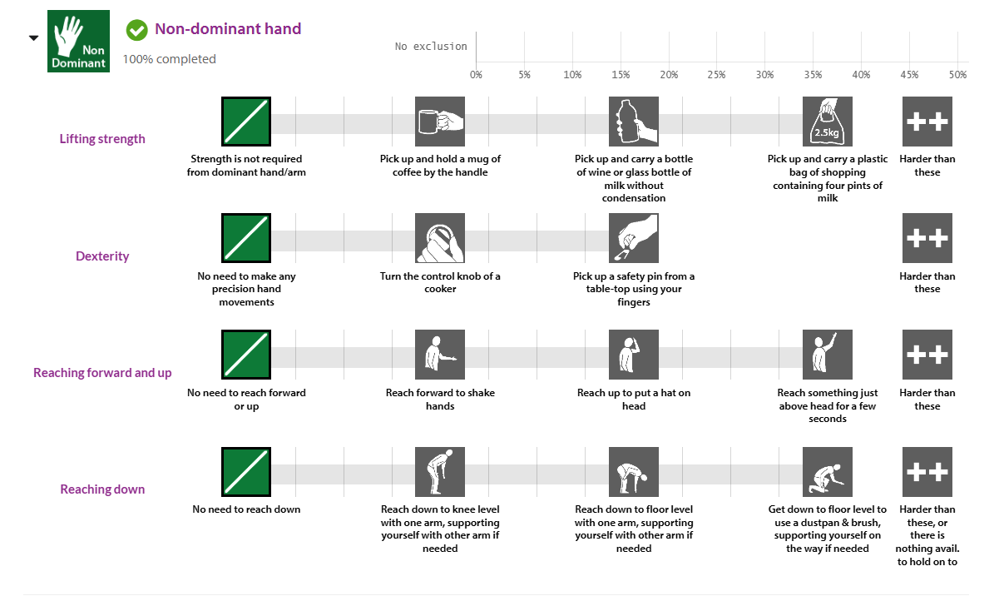 Non
Dominant
Non-dominant hand
100% completed
No exclusion
0% 5% 10% 15% 20% 25% 30% 35% 40% 45% 50%
Lifting strength
Strength is not required
from dominant hand/arm
Pick up and hold a mug of
coffee by the handle
Pick up and carry a bottle
of wine or glass bottle of
milk without
condensation
2.5kg
Pick up and carry a plastic
bag of shopping
containing four pints of
milk
++
Harder than
these
Dexterity
No need to make any
precision hand
movements
Turn the control knob of a
cooker
Pick up a safety pin from a
table-top using your
fingers
++
Harder than
these
Reaching forward and up
No need to reach forward
or up
Reach forward to shake
hands
Reach up to put a hat on
head
Reach something just
above head for a few
seconds
++
Harder than
these
Reaching down
No need to reach down
Reach down to knee level
with one arm, supporting
yourself with other arm if
needed
Reach down to floor level
with one arm, supporting
yourself with other arm if
needed
Get down to floor level to
use a dustpan & brush,
supporting yourself on
the way if needed
++
Harder than
these, or
there is
nothing avail.
to hold on to